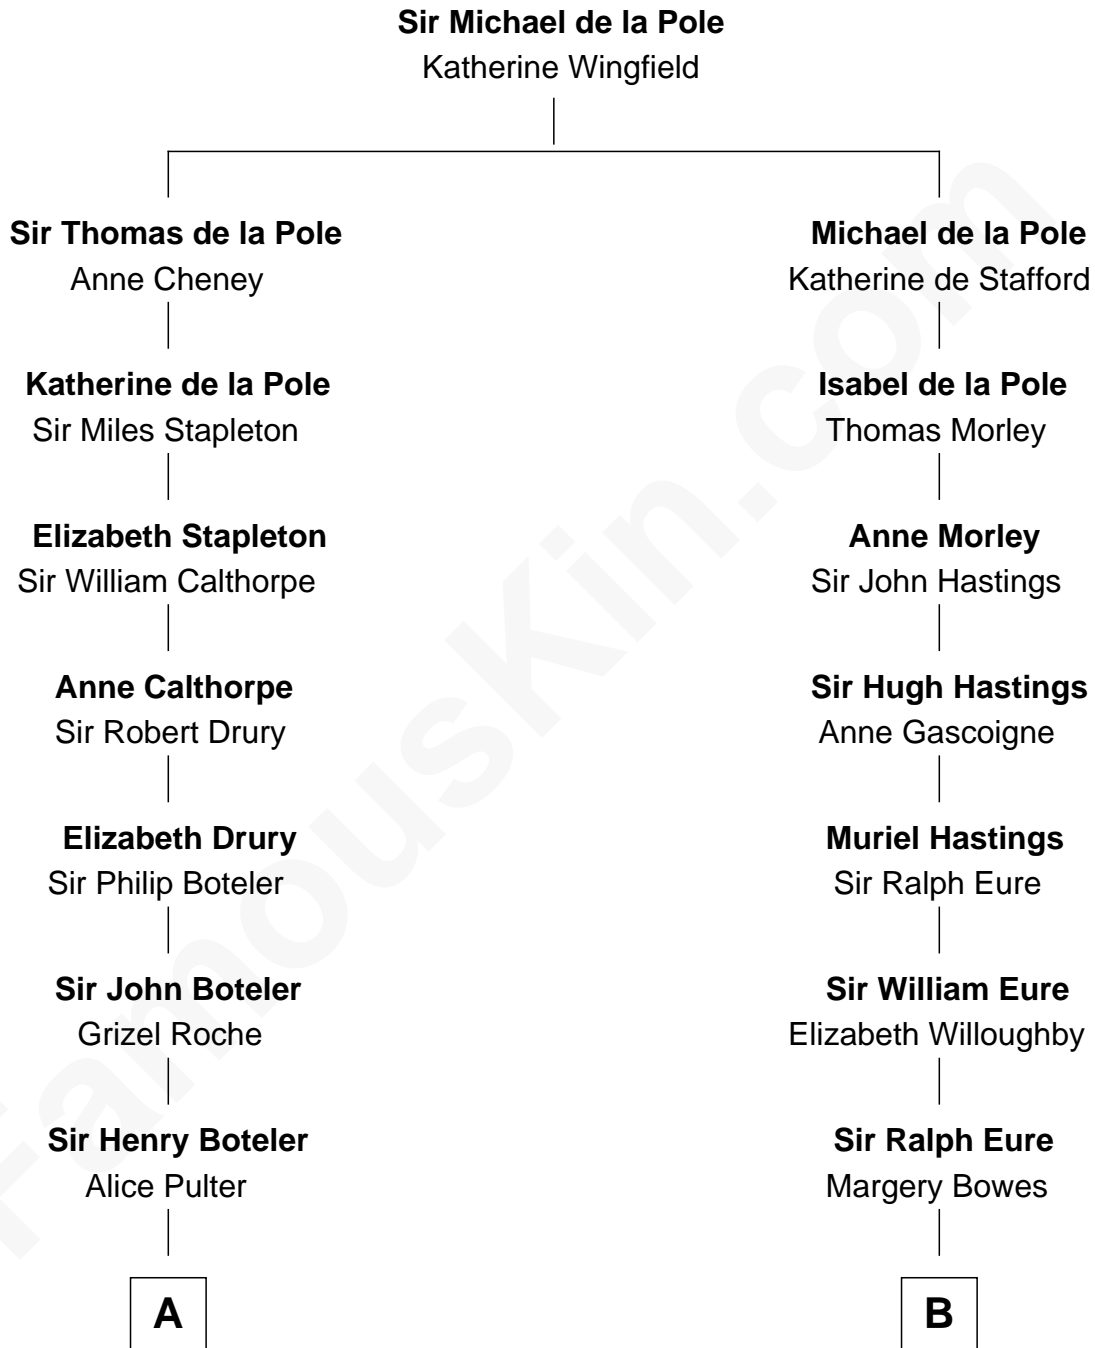 Sir Michael de la Pole
Katherine Wingfield
Sir Thomas de la Pole
Anne Cheney
Michael de la Pole
Katherine de Stafford
Katherine de la Pole
Sir Miles Stapleton
Isabel de la Pole
Thomas Morley
Elizabeth Stapleton
Sir William Calthorpe
Anne Morley
Sir John Hastings
Anne Calthorpe
Sir Robert Drury
Sir Hugh Hastings
Anne Gascoigne
Elizabeth Drury
Sir Philip Boteler
Muriel Hastings
Sir Ralph Eure
Sir John Boteler
Grizel Roche
Sir William Eure
Elizabeth Willoughby
Sir Henry Boteler
Alice Pulter
Sir Ralph Eure
Margery Bowes
A
B
FamousKin.com